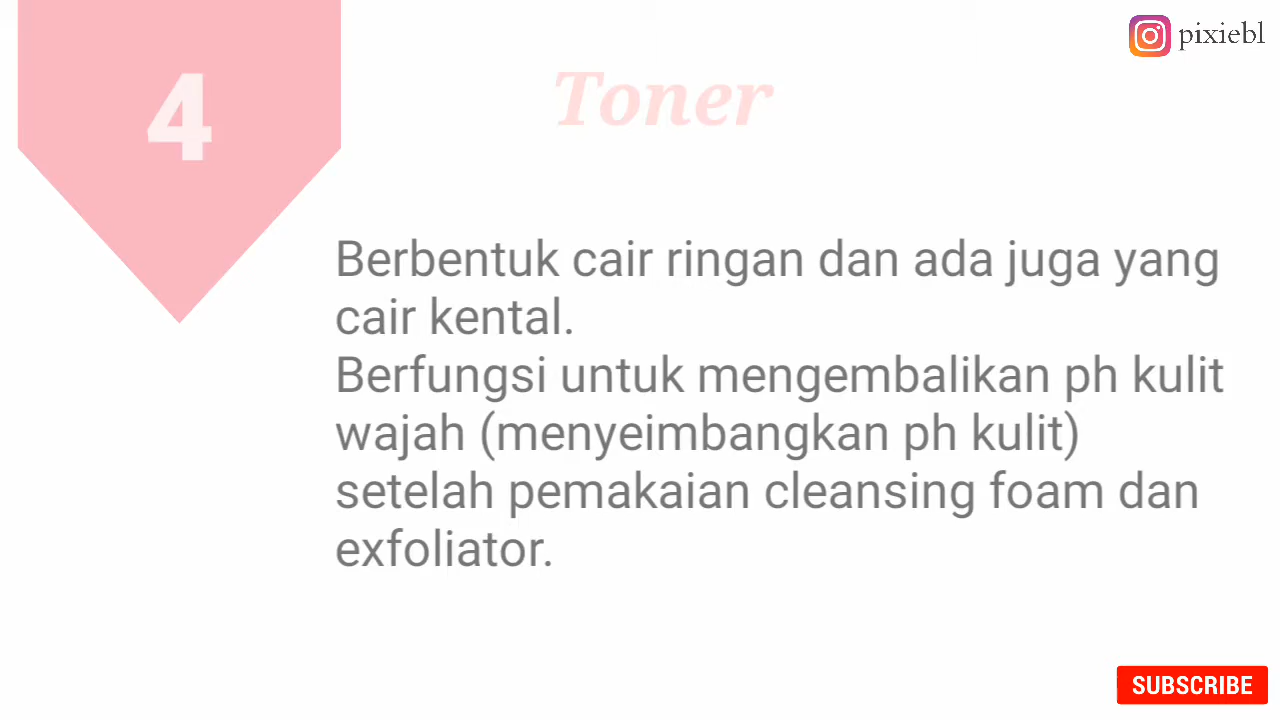 pixiebl
4
Toner
Berbentuk cair ringan dan ada juga yang
cair kental.
Berfungsi untuk mengembalikan ph kulit
wajah (menyeimbangkan ph kulit)
setelah pemakaian cleansing foam dan
exfoliator.
SUBSCRIBE